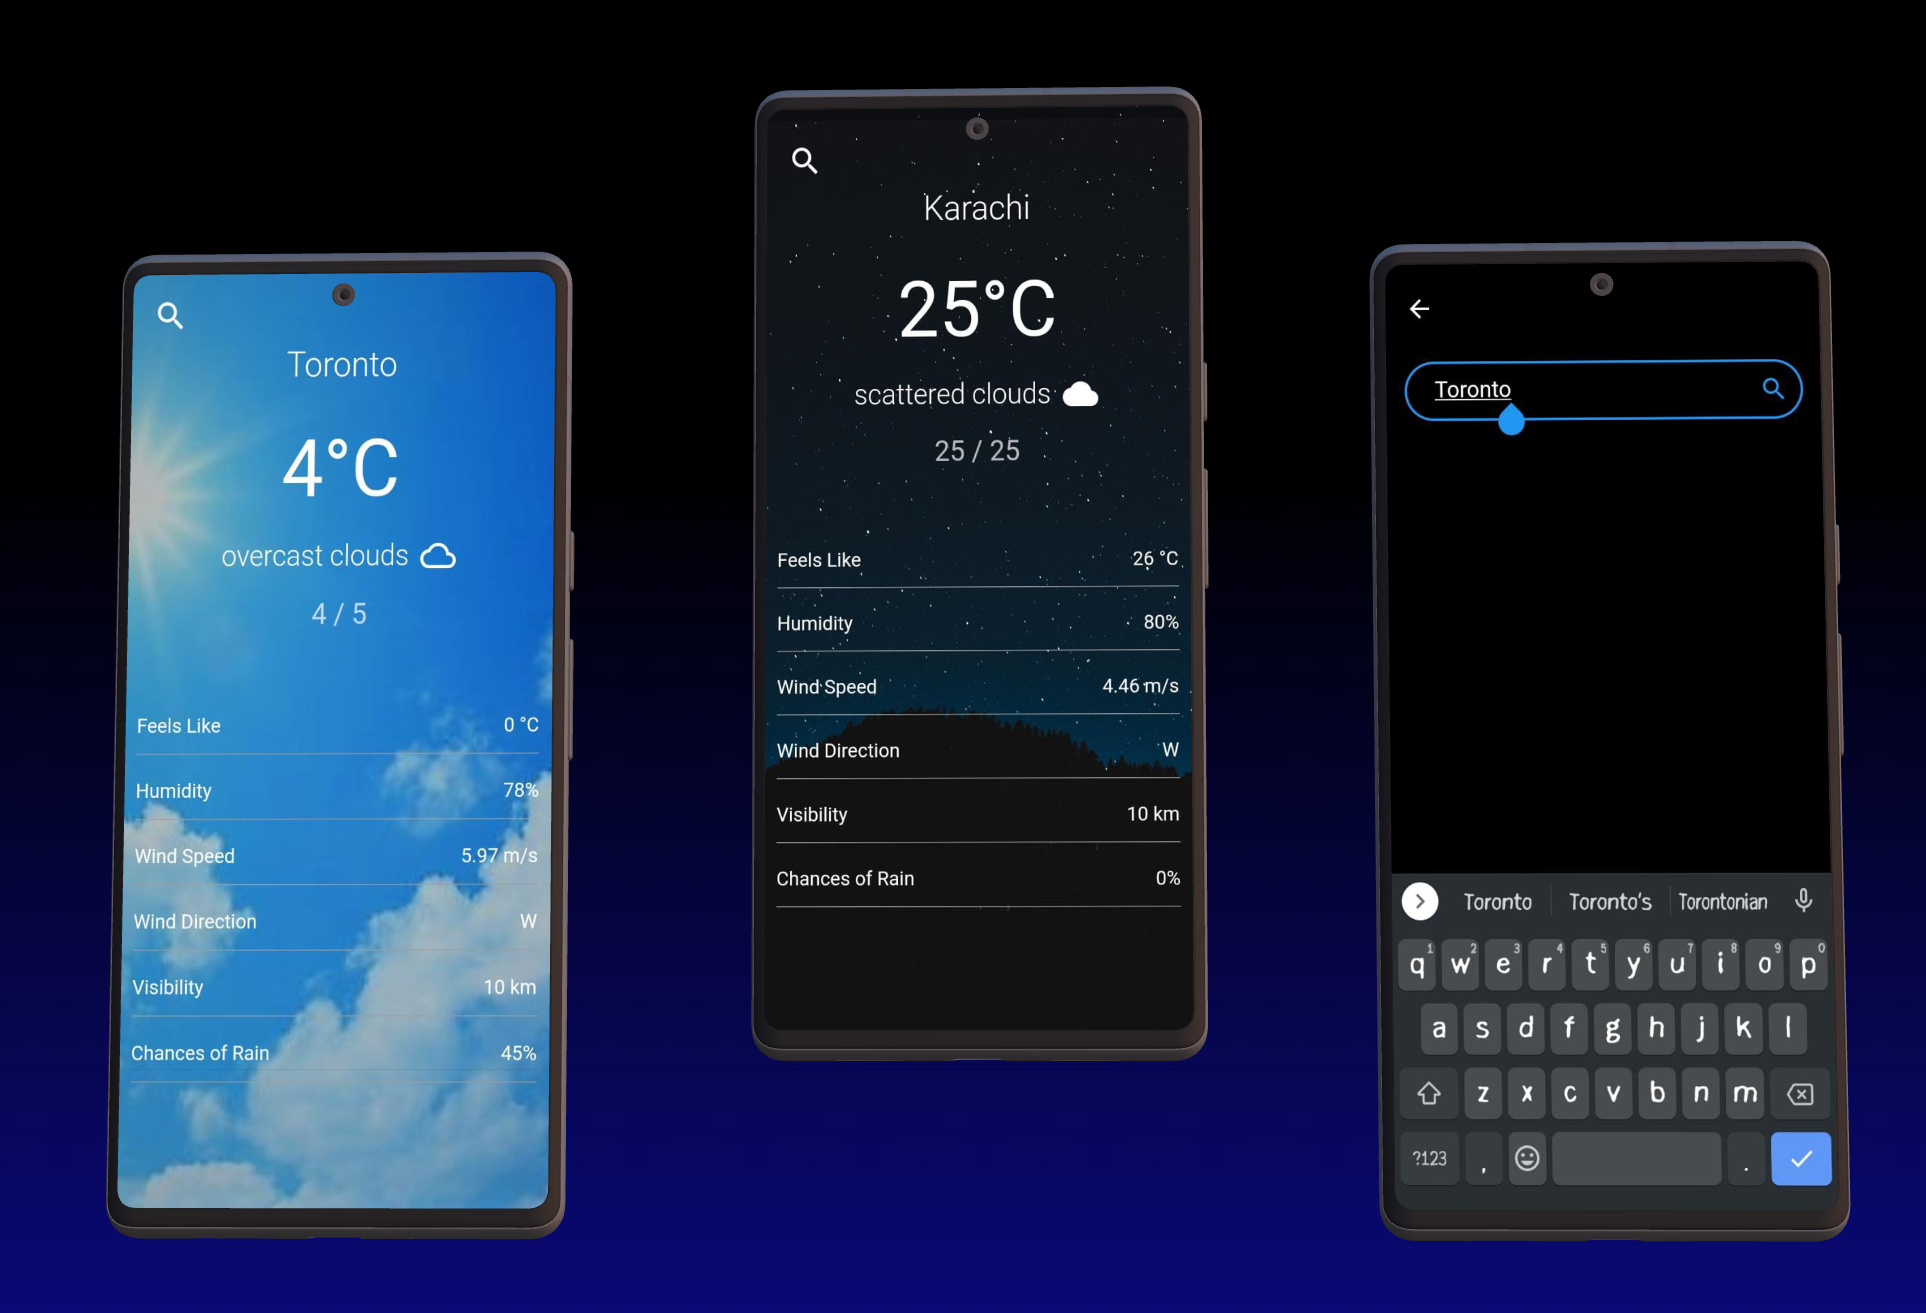 Toronto
4°C
overcast clouds
4 / 5
Feels Like 0 °C
Humidity 78%
Wind Speed 5.97 m/s
Wind Direction W
Visibility 10 km
Chances of Rain 45%
Karachi
25°C
scattered clouds
25 / 25
Feels Like 26 °C
Humidity 80%
Wind Speed 4.46 m/s
Wind Direction W
Visibility 10 km
Chances of Rain 0%
Toronto
Toronto Toronto's Torontonian
1 2 3 4 5 6 7 8 9 0
q w e r t y u i o p
a s d f g h j k l
z x c v b n m
?123 , .